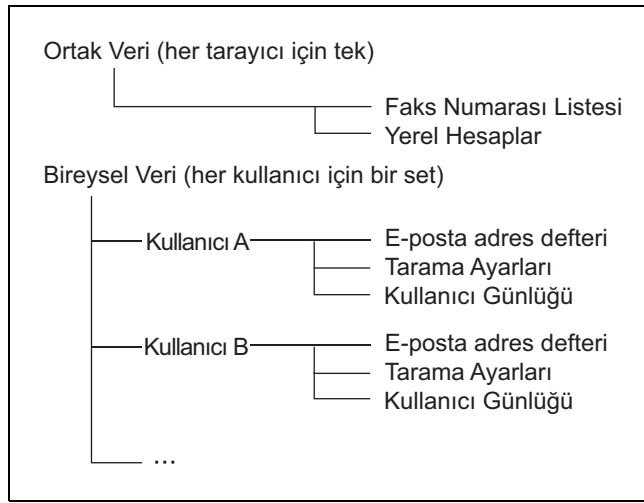 Ortak Veri (her tarayıcı için tek)
Faks Numarası Listesi
Yerel Hesaplar
Bireysel Veri (her kullanıcı için bir set)
Kullanıcı A
E-posta adres defteri
Tarama Ayarları
Kullanıcı Günlüğü
Kullanıcı B
E-posta adres defteri
Tarama Ayarları
Kullanıcı Günlüğü
...